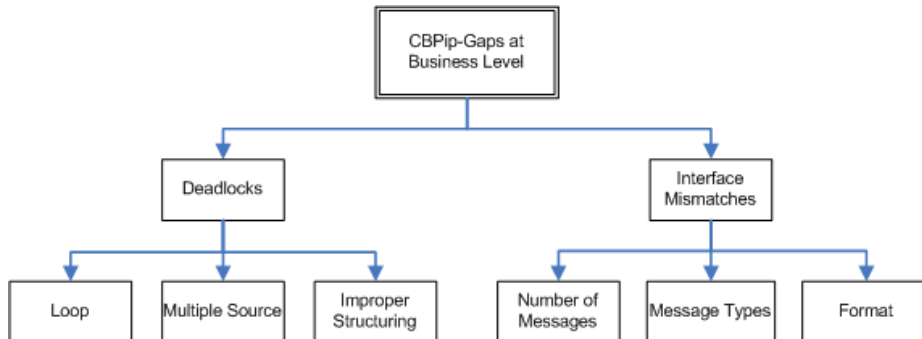 CBPip-Gaps at
Business Level
Deadlocks
Interface
Mismatches
Loop
Multiple Source
Improper
Structuring
Number of
Messages
Message Types
Format